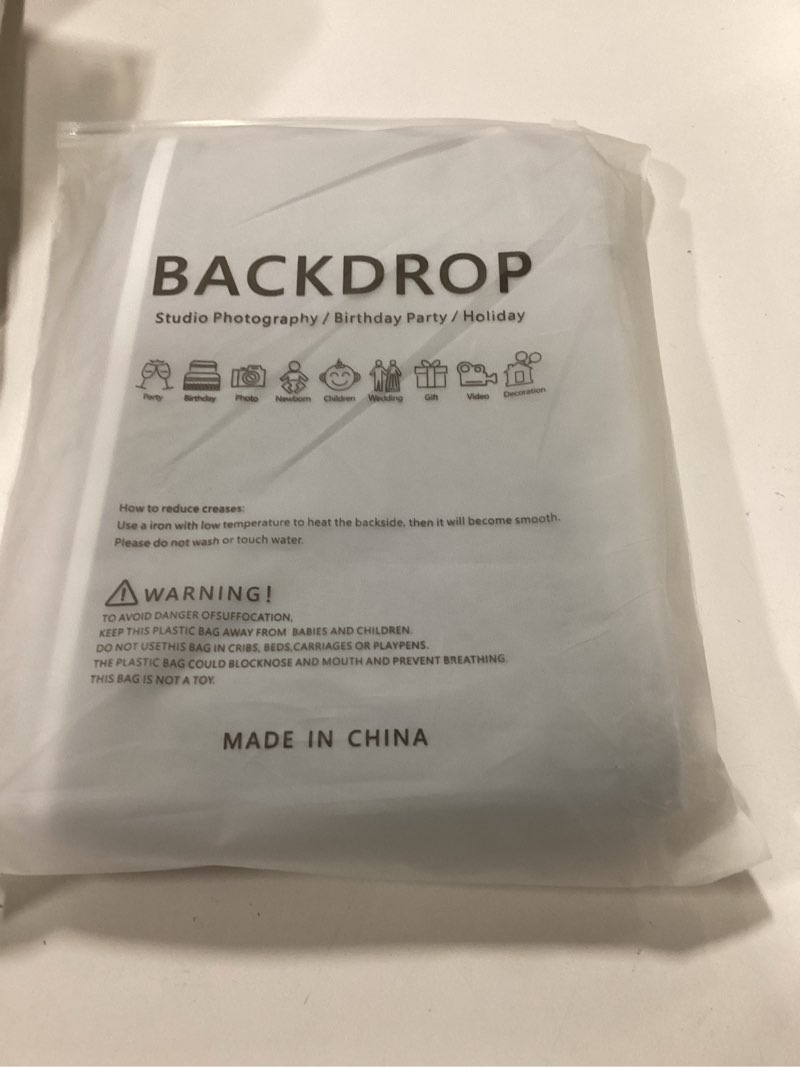 BACKDROP
Studio Photography / Birthday Party / Holiday
Party Birthday Photo Newborn Children Wedding Gift Video Decoration
How to reduce creases:
Use a iron with low temperature to heat the backside. then it will become smooth.
Please do not wash or touch water.
WARNING!
TO AVOID DANGER OFSUFFOCATION,
KEEP THIS PLASTIC BAG AWAY FROM BABIES AND CHILDREN.
DO NOT USETHIS BAG IN CRIBS, BEDS,CARRIAGES OR PLAYPENS.
THE PLASTIC BAG COULD BLOCKNOSE AND MOUTH AND PREVENT BREATHING.
THIS BAG IS NOT A TOY.
MADE IN CHINA